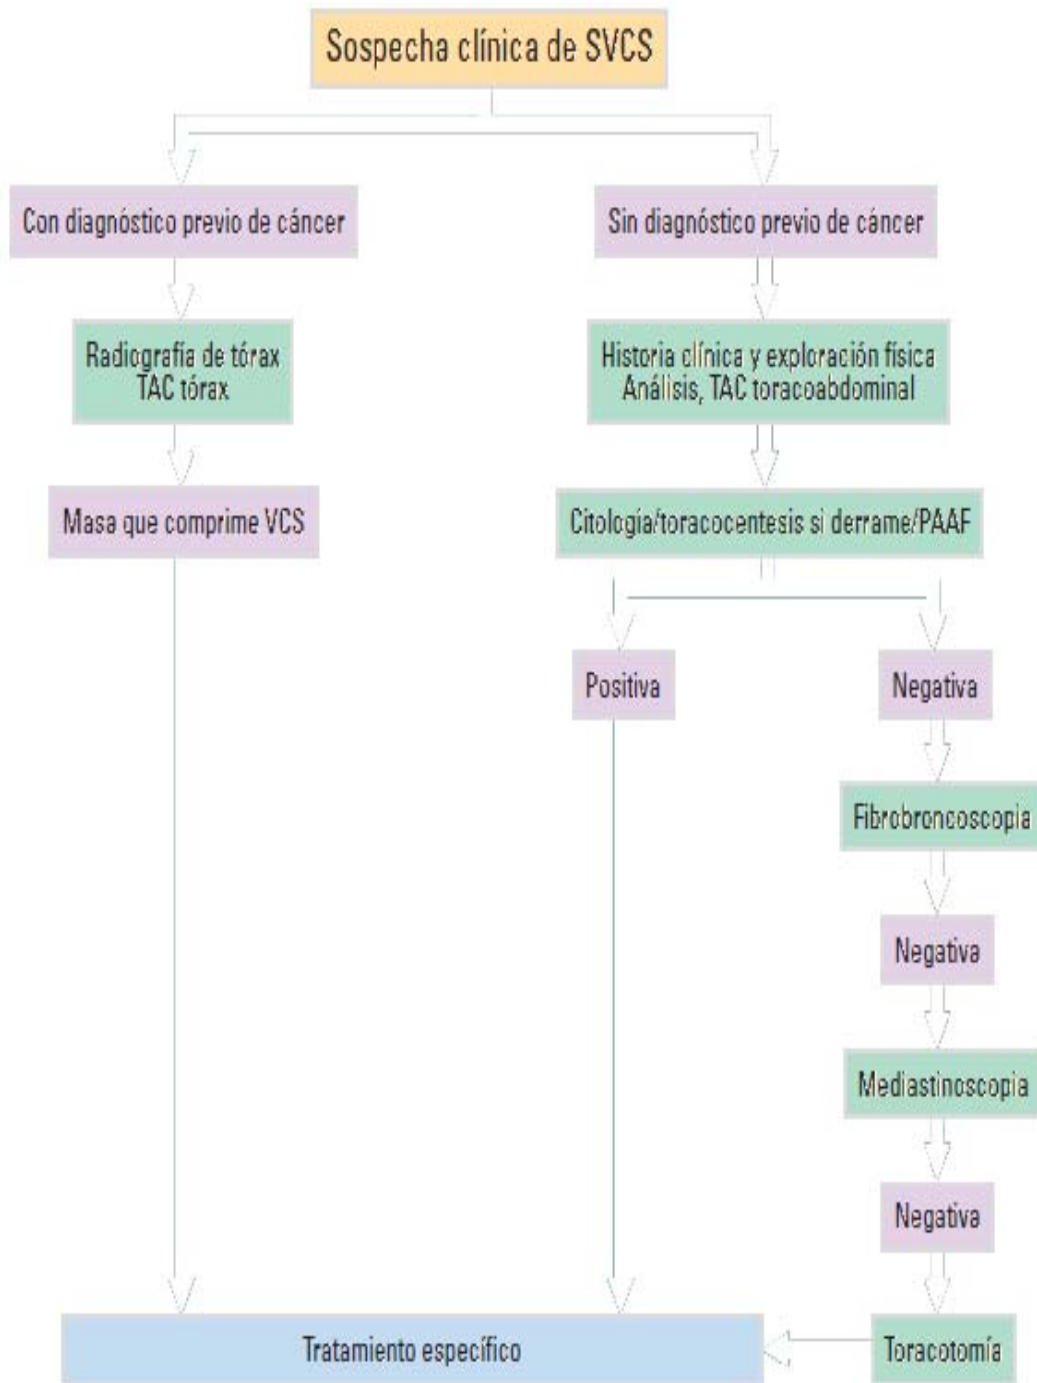 Sospecha clínica de SVCS
Con diagnóstico previo de cáncer
Sin diagnóstico previo de cáncer
Radiografía de tórax
TAC tórax
Historia clínica y exploración física
Análisis, TAC toracoabdominal
Masa que comprime VCS
Citología/toracocentesis si derrame/PAAF
Positiva
Negativa
Fibrobroncoscopia
Negativa
Mediastinoscopia
Negativa
Tratamiento específico
Toracotomía